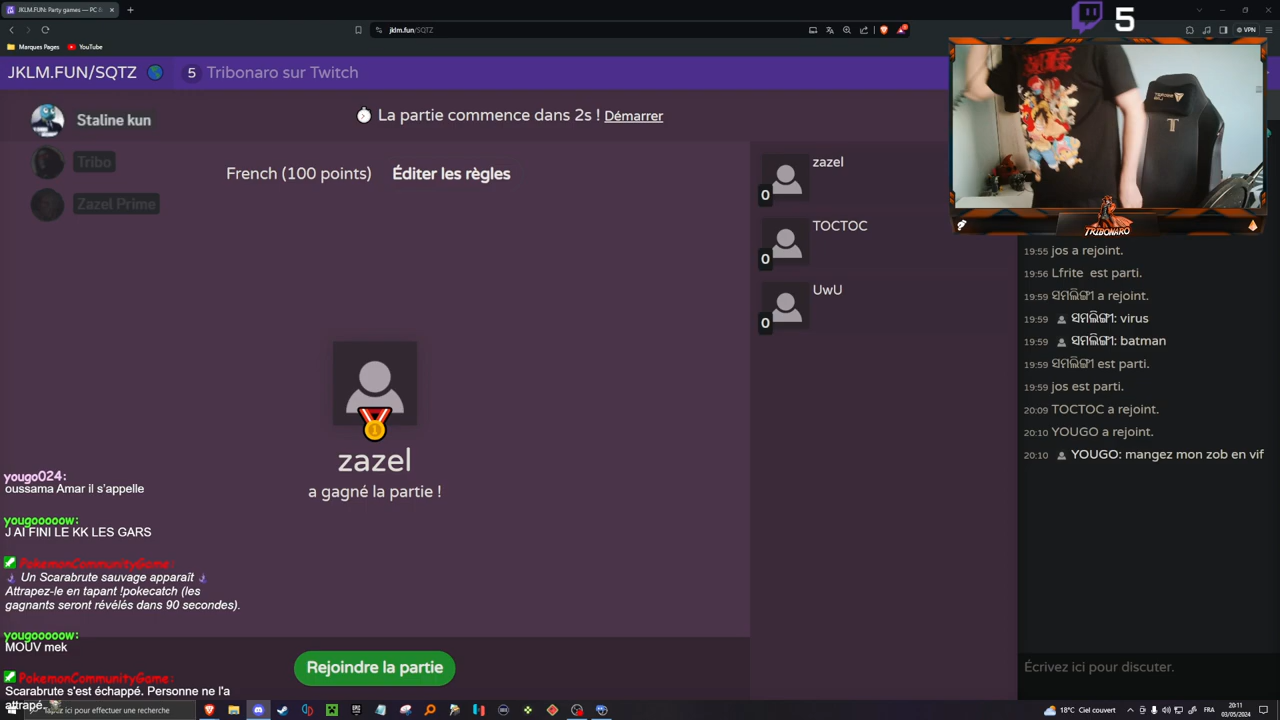 JKLM.FUN: Party games — PC B
jklm.fun/SQTZ
VPN
Marques Pages
YouTube
5
JKLM.FUN/SQTZ
5 Tribonaro sur Twitch
Staline kun
Tribo
Zazel Prime
La partie commence dans 2s ! Démarrer
French (100 points) Éditer les règles
zazel
0
TOCTOC
0
UwU
0
zazel
a gagné la partie !
Rejoindre la partie
TRIBONARO
19:55 jos a rejoint.
19:56 Lfrite est parti.
19:59 a rejoint.
19:59 : virus
19:59 : batman
19:59 est parti.
19:59 jos est parti.
20:09 TOCTOC a rejoint.
20:10 YOUGO a rejoint.
20:10 YOUGO: mangez mon zob en vif
Écrivez ici pour discuter.
yougo024:
oussama Amar il s'appelle
yougooooow:
J AI FINI LE KK LES GARS
PokemonCommunityGame:
Un Scarabrute sauvage apparaît
Attrapez-le en tapant !pokecatch (les
gagnants seront révélés dans 90 secondes).
yougooooow:
MOUV mek
PokemonCommunityGame:
Scarabrute s'est échappé. Personne ne l'a
attrapé.
Tapez ici pour effectuer une recherche
18°C Ciel couvert
FRA
20:11
03/05/2024